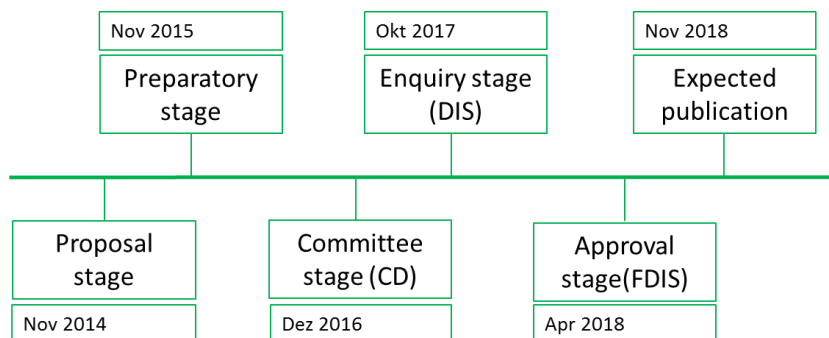 Nov 2015
Preparatory
stage
Okt 2017
Enquiry stage
(DIS)
Nov 2018
Expected
publication
Proposal
stage
Nov 2014
Committee
stage (CD)
Dez 2016
Approval
stage(FDIS)
Apr 2018